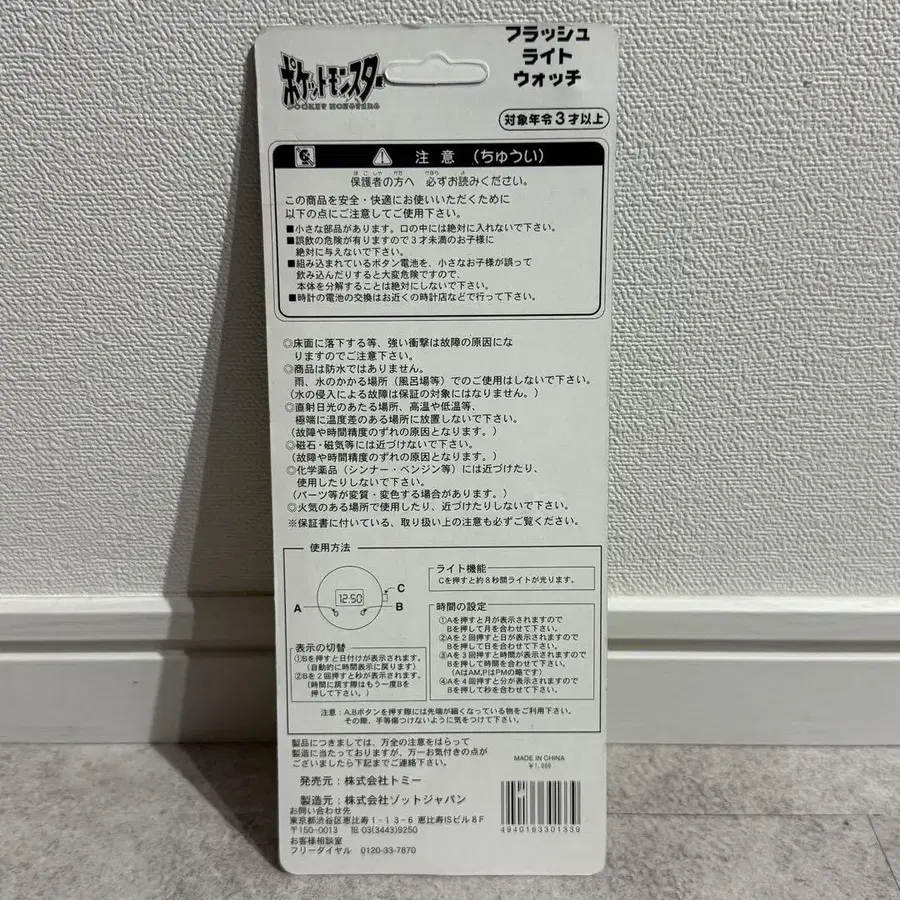 フラッシュ
ライト
ウォッチ
ポケットモンスター
POCKET MONSTERS
対象年令3才以上
注 意 (ちゅうい)
ほごしゃ かた かなら よ
保護者の方へ 必ずお読みください。
この商品を安全・快適にお使いいただくために
以下の点にご注意してご使用下さい。
■小さな部品があります。口の中には絶対に入れないで下さい。
■誤飲の危険が有りますので3才未満のお子様に
絶対に与えないで下さい。
■組み込まれているボタン電池を、小さなお子様が誤って
飲み込んだりすると大変危険ですので、
本体を分解することは絶対にしないで下さい。
■時計の電池の交換はお近くの時計店などで行って下さい。
◎床面に落下する等、強い衝撃は故障の原因にな
りますのでご注意下さい。
◎商品は防水ではありません。
雨、水のかかる場所（風呂場等）でのご使用はしないで下さい。
(水の侵入による故障は保証の対象にはなりません。)
◎直射日光のあたる場所、高温や低温等、
極端に温度差のある場所に放置しないで下さい。
(故障や時間精度のずれの原因となります。)
◎磁石・磁気等には近づけないで下さい。
(故障や時間精度のずれの原因となります。)
◎化学薬品（シンナー・ベンジン等）には近づけたり、
使用したりしないで下さい。
(パーツ等が変質・変色する場合があります。)
◎火気のある場所で使用したり、近づけたりしないで下さい。
※保証書に付いている、取り扱い上の注意も必ずご覧ください。
使用方法
12:50
A
B
C
表示の切替
①Bを押すと日付けが表示されます。
(自動的に時間表示に戻ります)
②Bを2回押すと秒が表示されます。
(時間に戻す際はもう一度Bを
押して下さい。)
ライト機能
Cを押すと約8秒間ライトが光ります。
時間の設定
①Aを押すと月が表示されますので
Bを押して月を合わせて下さい。
②Aを2回押すと日が表示されますので
Bを押して日を合わせて下さい。
③Aを3回押すと時間が表示されますので
Bを押して時間を合わせて下さい。
(AはAM,PはPMの略です)
④Aを4回押すと分が表示されますので
Bを押して秒を合わせて下さい。
注意：A,Bボタンを押す際には先端が細くなっている物をご利用下さい。
その際、手等傷つけないように気をつけて下さい。
製品につきましては、万全の注意をはらって
製造に当たっておりますが、万一お気付きの点が
ございましたら下記までご連絡下さい。
発売元：株式会社トミー
製造元：株式会社ゾットジャパン
お問い合わせ先
東京都渋谷区恵比寿1-13-6 恵比寿ISビル8F
〒150-0013 TEL 03(3443)9250
お客様相談室
フリーダイヤル 0120-33-7870
MADE IN CHINA
¥1,000
4940163301339